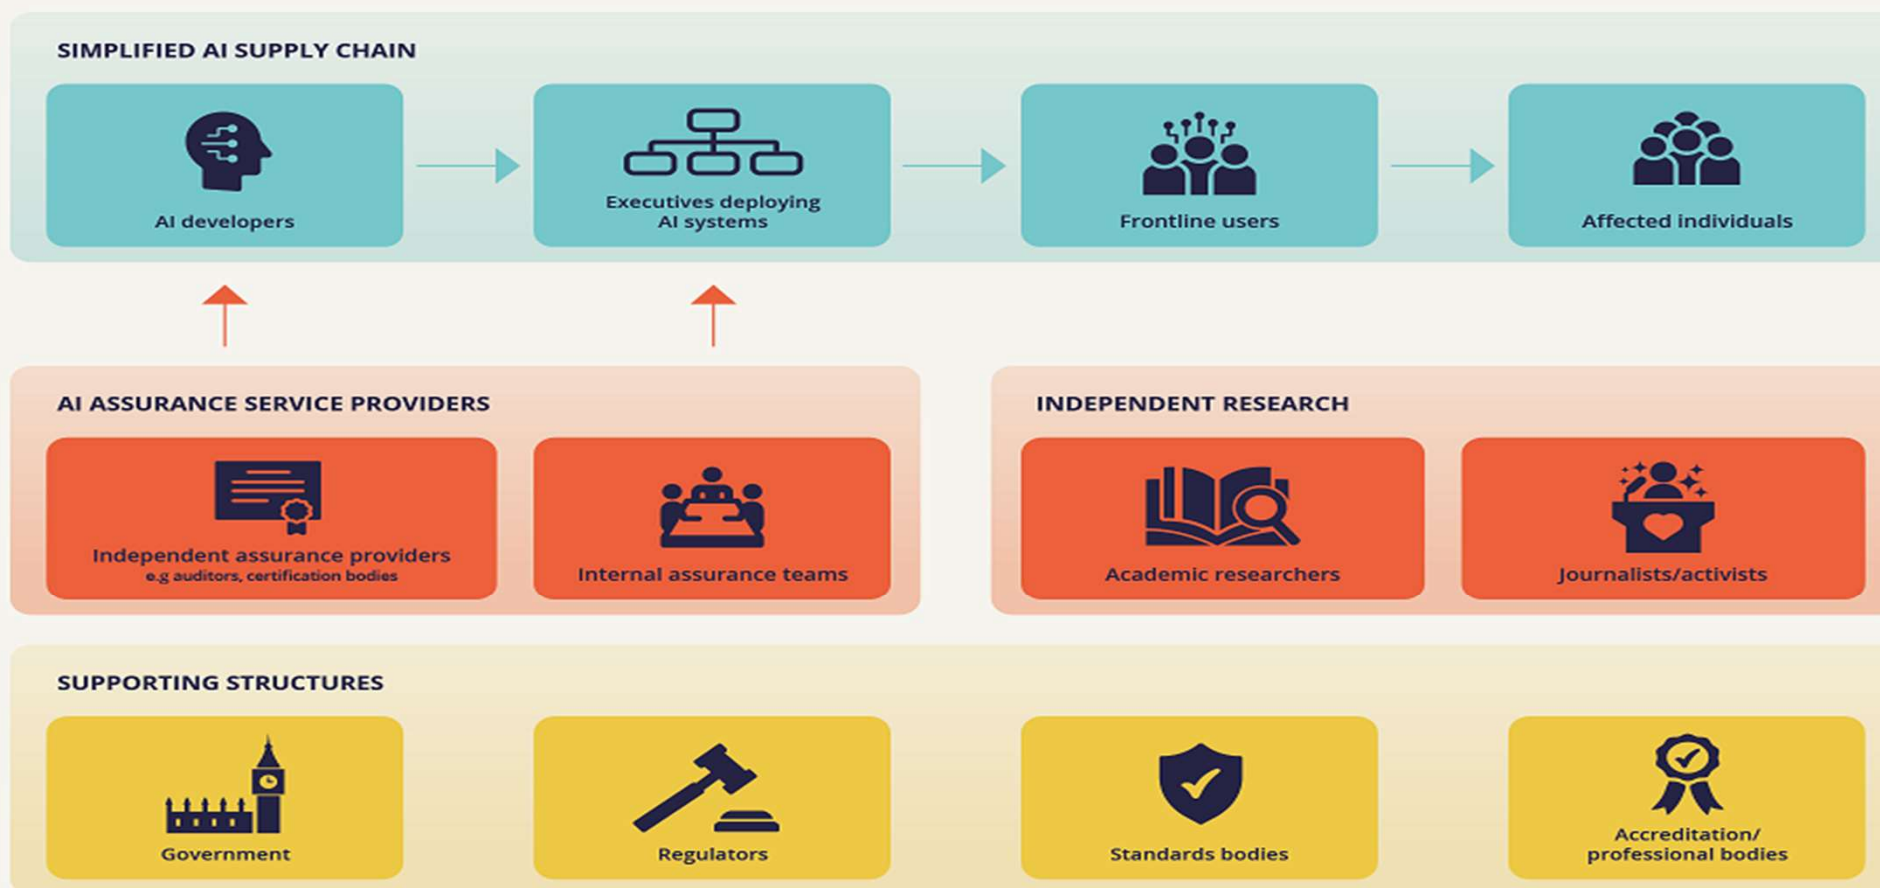 SIMPLIFIED AI SUPPLY CHAIN
AI developers
Executives deploying
AI systems
Frontline users
Affected individuals
AI ASSURANCE SERVICE PROVIDERS
Independent assurance providers
e.g auditors, certification bodies
Internal assurance teams
INDEPENDENT RESEARCH
Academic researchers
Journalists/activists
SUPPORTING STRUCTURES
Government
Regulators
Standards bodies
Accreditation/
professional bodies